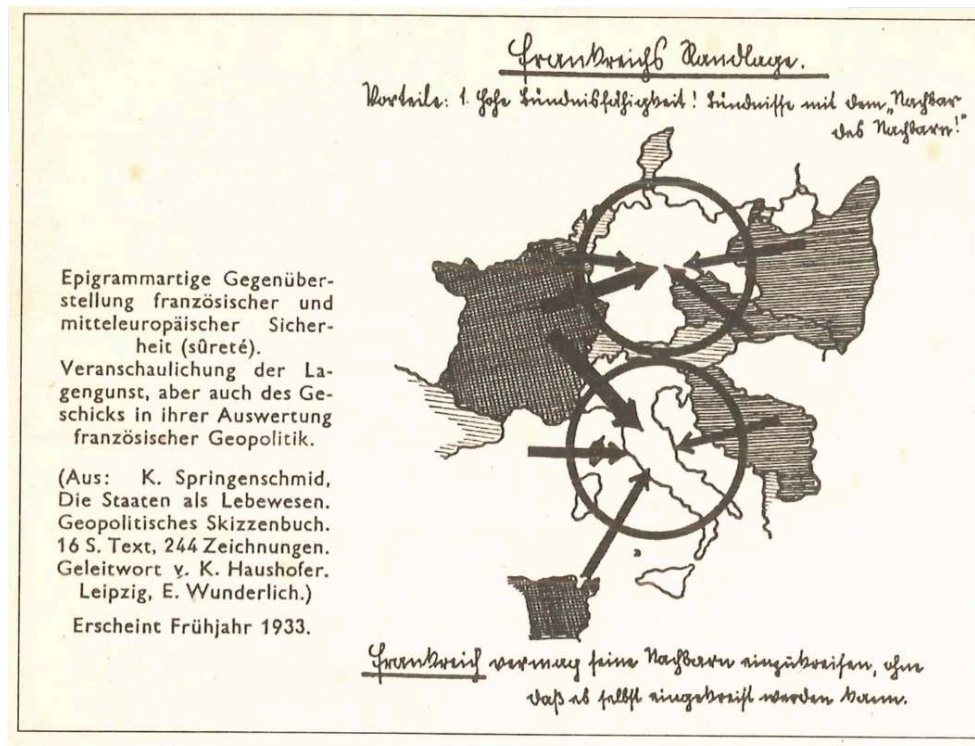 Frankreichs Randlage.
Vorteile: 1. Hohe Bündnisfähigkeit! Bündnisse mit dem „Nachbar
des Nachbarn!"
Epigrammartige Gegenüber-
stellung französischer und
mitteleuropäischer Sicher-
heit (sûreté).
Veranschaulichung der La-
gengunst, aber auch des Ge-
schicks in ihrer Auswertung
französischer Geopolitik.
(Aus: K. Springenschmid,
Die Staaten als Lebewesen.
Geopolitisches Skizzenbuch.
16 S. Text, 244 Zeichnungen.
Geleitwort v. K. Haushofer.
Leipzig, E. Wunderlich.)
Erscheint Frühjahr 1933.
Frankreich vermag seine Nachbarn einzukreisen, ohne
daß es selbst eingekreist werden kann.